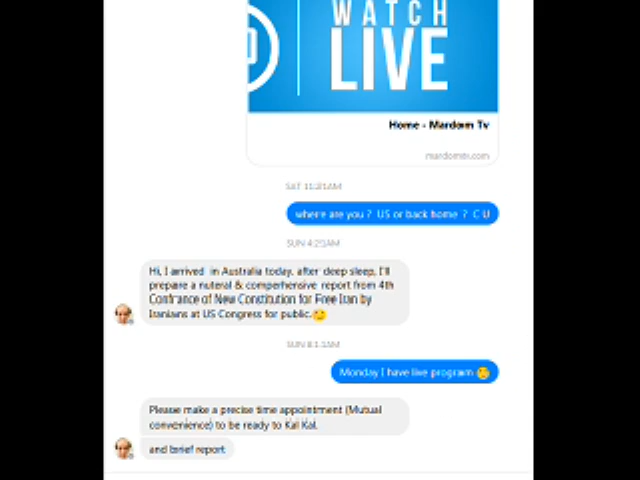 WATCH
LIVE
Home - Mardom Tv
mardomtv.com
SAT 11:21AM
where are you ? US or back home ? C U
SUN 4:21AM
Hi, I arrived in Australia today, after deep sleep, I'll
prepare a nuteral & comperhensive report from 4th
Confrance of New Constitution for Free Iran by
Iranians at US Congress for public.
SUN 8:13AM
Monday I have live program
Please make a precise time appointment (Mutual
convenience) to be ready to Kal Kal.
and brief report